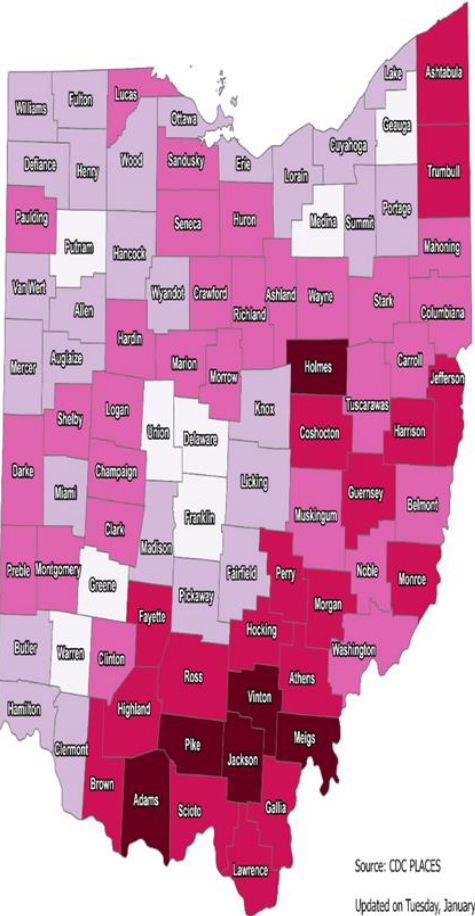 Lake
Ashtabula
Lucas
Williams
Fulton
Ottawa
Geauga
Cuyahoga
Defiance
Henry
Wood
Sandusky
Erie
Lorain
Trumbull
Paulding
Seneca
Huron
Medina
Summit
Portage
Putnam
Hancock
Mahoning
Van Wert
Allen
Wyandot
Crawford
Richland
Ashland
Wayne
Stark
Columbiana
Mercer
Auglaize
Hardin
Marion
Morrow
Holmes
Carroll
Jefferson
Tuscarawas
Shelby
Logan
Union
Delaware
Knox
Coshocton
Harrison
Darke
Miami
Champaign
Licking
Guernsey
Belmont
Clark
Madison
Franklin
Muskingum
Preble
Montgomery
Greene
Fairfield
Perry
Noble
Monroe
Pickaway
Fayette
Morgan
Hocking
Washington
Butler
Warren
Clinton
Ross
Athens
Vinton
Hamilton
Highland
Clermont
Pike
Jackson
Meigs
Brown
Adams
Scioto
Gallia
Lawrence
Source: CDC PLACES
Updated on Tuesday, January